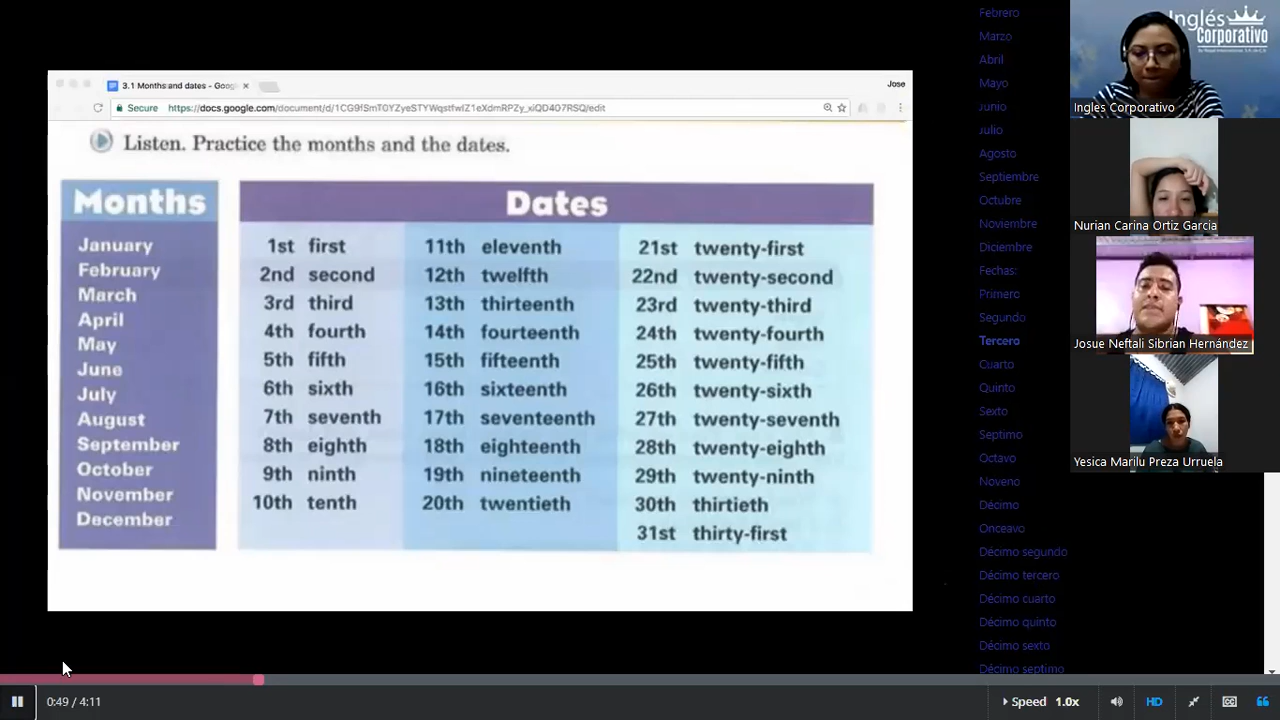 3.1 Months and dates - Goog
Jose
Secure
Listen. Practice the months and the dates.
Months
January
February
March
April
May
June
July
August
September
October
November
December
Dates
1st first
2nd second
3rd third
4th fourth
5th fifth
6th sixth
7th seventh
8th eighth
9th ninth
10th tenth
11th eleventh
12th twelfth
13th thirteenth
14th fourteenth
15th fifteenth
16th sixteenth
17th seventeenth
18th eighteenth
19th nineteenth
20th twentieth
21st twenty-first
22nd twenty-second
23rd twenty-third
24th twenty-fourth
25th twenty-fifth
26th twenty-sixth
27th twenty-seventh
28th twenty-eighth
29th twenty-ninth
30th thirtieth
31st thirty-first
Febrero
Marzo
Abril
Mayo
Junio
Julio
Agosto
Septiembre
Octubre
Noviembre
Diciembre
Fechas:
Primero
Segundo
Tercero
Cuarto
Quinto
Sexto
Septimo
Octavo
Noveno
Décimo
Onceavo
Décimo segundo
Décimo tercero
Décimo cuarto
Décimo quinto
Décimo sexto
Décimo septimo
Inglés
Corporativo
Ingles Corporativo
Nurian Carina Ortiz Garcia
Josue Neftali Sibrian Hernández
Yesica Marilu Preza Urruela
0:49 / 4:11
Speed 1.0x
HD
CC